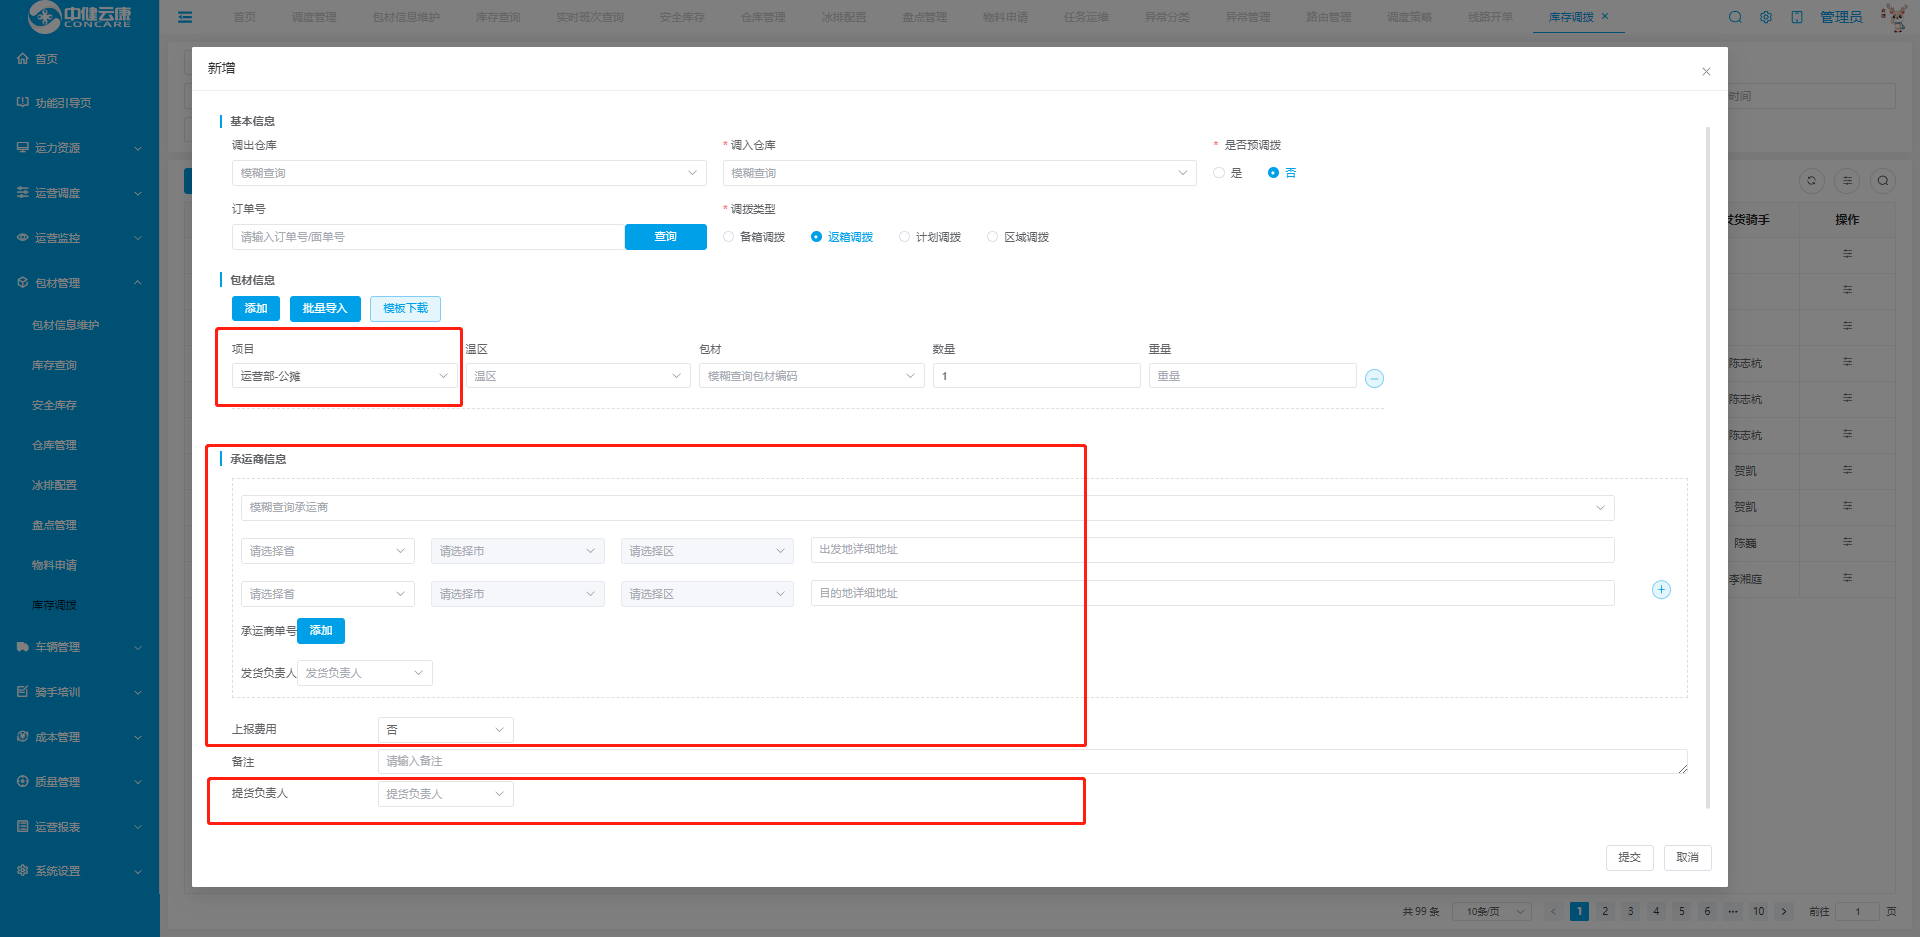 中健云康
CONCARE
首页
调度管理
包材信息维护
库存查询
实时班次查询
安全库存
仓库管理
冰排配置
盘点管理
物料申请
任务运维
异常分类
异常管理
路由管理
调度策略
线路开单
库存调拨 ×
管理员
首页
功能引导页
运力资源
运营调度
运营监控
包材管理
包材信息维护
库存查询
安全库存
仓库管理
冰排配置
盘点管理
物料申请
库存调拨
车辆管理
骑手培训
成本管理
质量管理
运营报表
系统设置
新增
基本信息
调出仓库
* 调入仓库
* 是否预调拨
模糊查询
模糊查询
是
否
订单号
* 调拨类型
请输入订单号/面单号
查询
备箱调拨
返箱调拨
计划调拨
区域调拨
包材信息
添加
批量导入
模板下载
项目
温区
包材
数量
重量
运营部-公摊
温区
模糊查询包材编码
1
重量
承运商信息
模糊查询承运商
请选择省
请选择市
请选择区
出发地详细地址
请选择省
请选择市
请选择区
目的地详细地址
承运商单号
添加
发货负责人
发货负责人
上报费用
否
备注
请输入备注
提货负责人
提货负责人
提交
取消
时间
发货骑手
操作
陈志杭
陈志杭
陈志杭
贺凯
贺凯
陈巍
李湘庭
共 99 条
10条/页
1
2
3
4
5
6
•••
10
前往
1
页